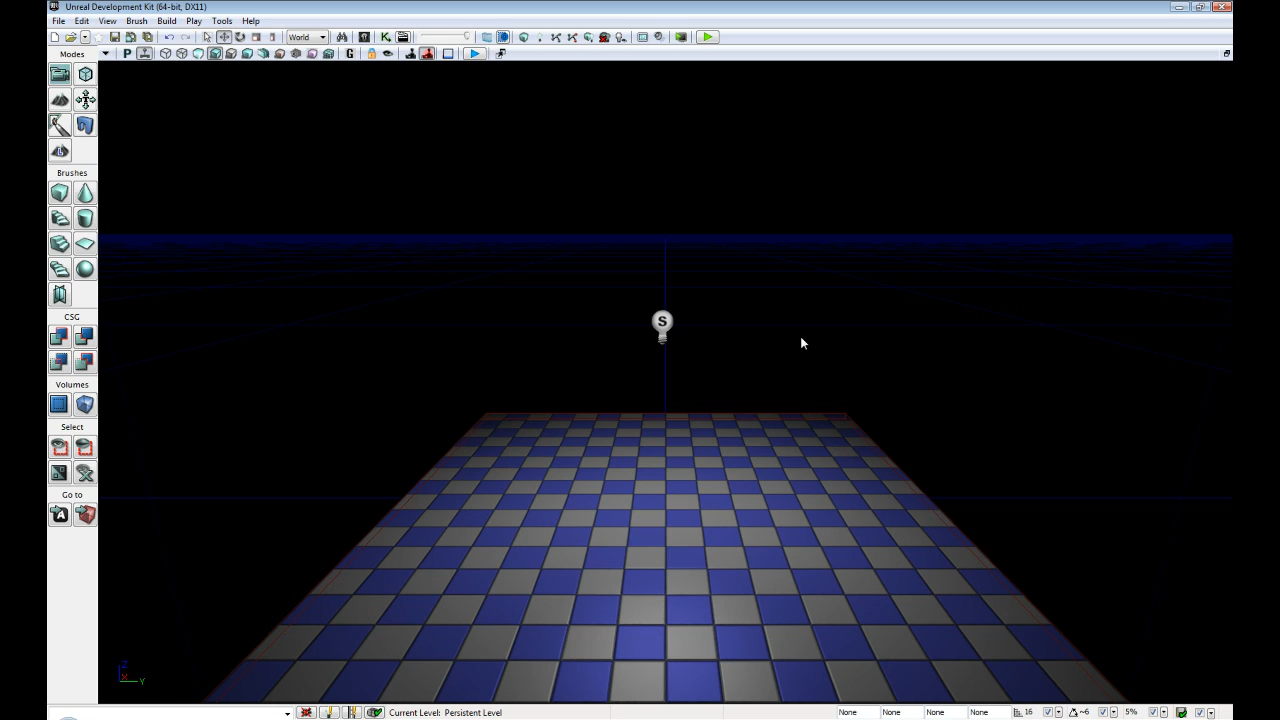 Unreal Development Kit (64-bit, DX11)
File Edit View Brush Build Play Tools Help
World
Modes
P
G
Brushes
CSG
Volumes
Select
Go to
A
S
Z
X
Y
Current Level: Persistent Level
None None None None 16 ~6 5%